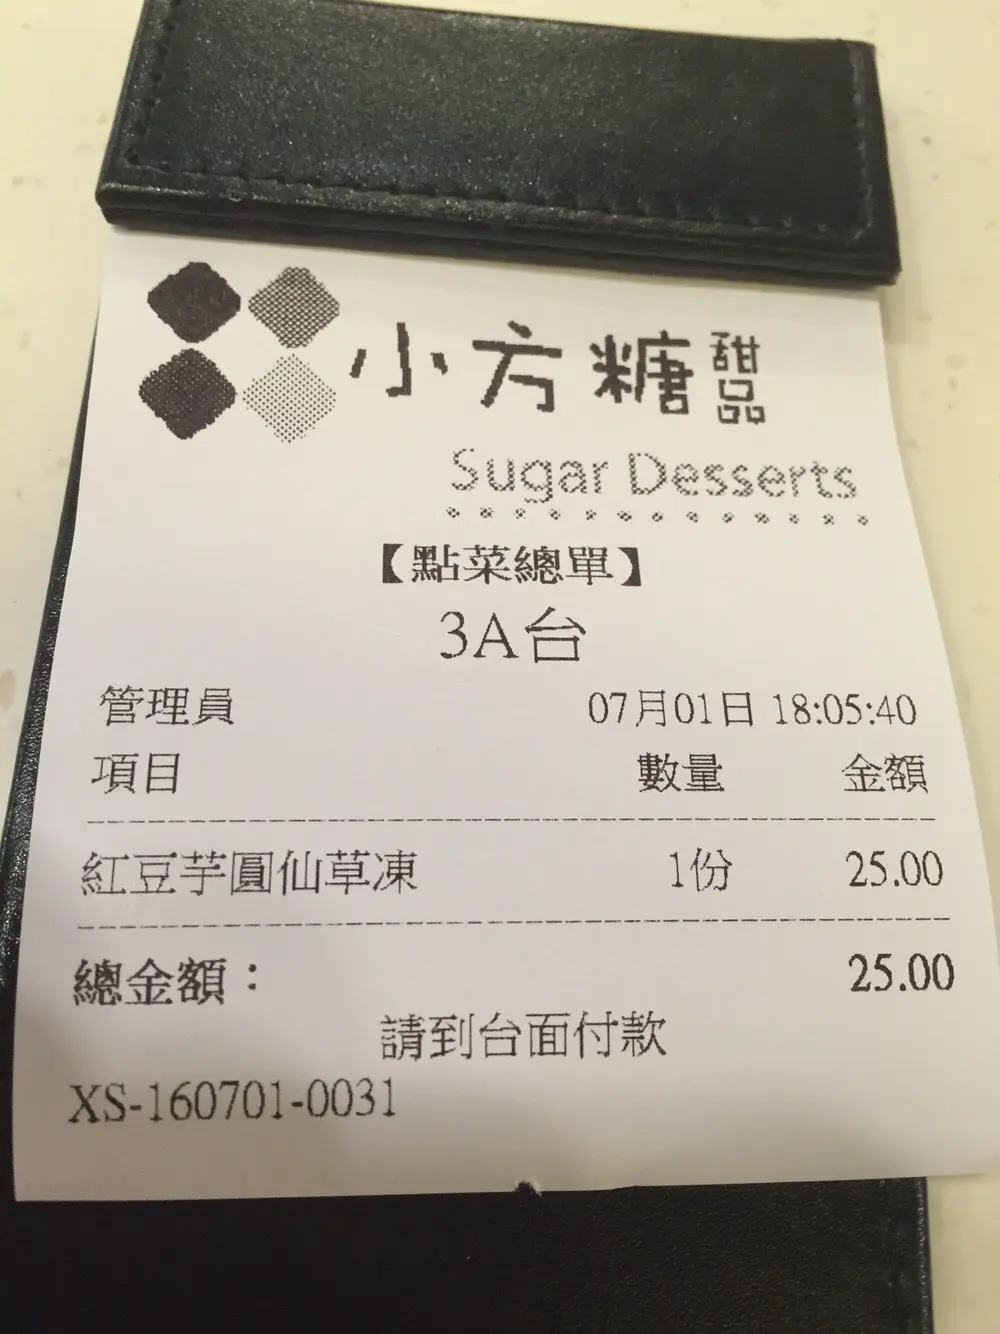 小方糖甜品
Sugar Desserts
【點菜總單】
3A台
管理員 07月01日 18:05:40
項目 數量 金額
紅豆芋圓仙草凍 1份 25.00
總金額： 25.00
請到台面付款
XS-160701-0031